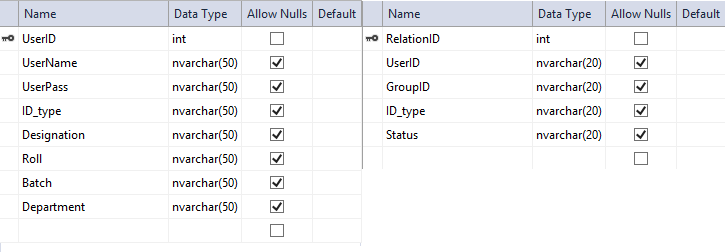 Name Data Type Allow Nulls Default
UserID int
UserName nvarchar(50)
UserPass nvarchar(50)
ID_type nvarchar(50)
Designation nvarchar(50)
Roll nvarchar(50)
Batch nvarchar(50)
Department nvarchar(50)
Name Data Type Allow Nulls Default
RelationID int
UserID nvarchar(20)
GroupID nvarchar(20)
ID_type nvarchar(20)
Status nvarchar(20)